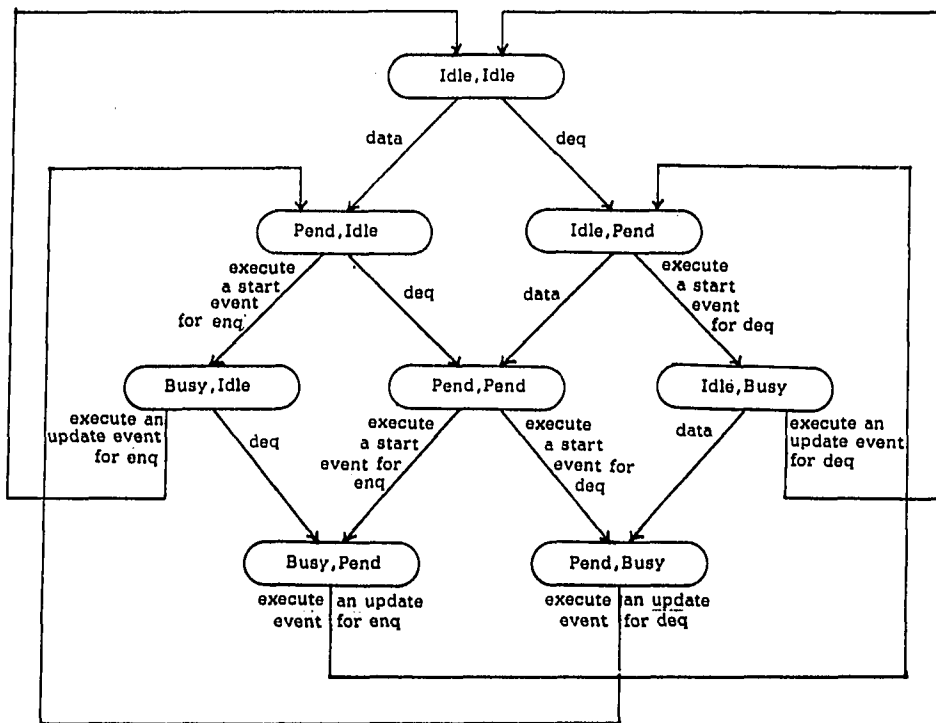 Idle,Idle
data
deq
Pend,Idle
Idle,Pend
execute
a start
event
for enq
deq
data
execute
a start
event
for deq
Busy,Idle
Pend,Pend
Idle,Busy
execute an
update event
for enq
deq
execute
a start
event for
enq
execute
a start
event for
deq
data
execute an
update event
for deq
Busy,Pend
Pend,Busy
execute an update
event for enq
execute an update
event for deq